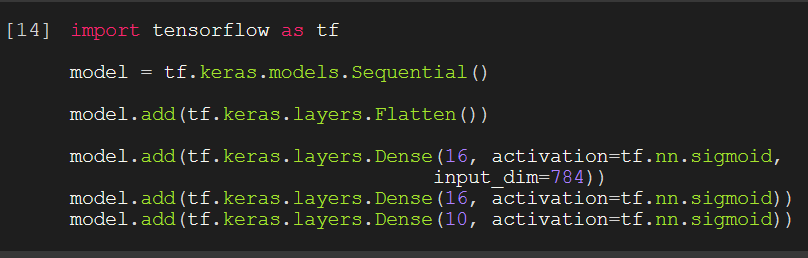 [14] import tensorflow as tf
model = tf.keras.models.Sequential()
model.add(tf.keras.layers.Flatten())
model.add(tf.keras.layers.Dense(16, activation=tf.nn.sigmoid,
input_dim=784))
model.add(tf.keras.layers.Dense(16, activation=tf.nn.sigmoid))
model.add(tf.keras.layers.Dense(10, activation=tf.nn.sigmoid))